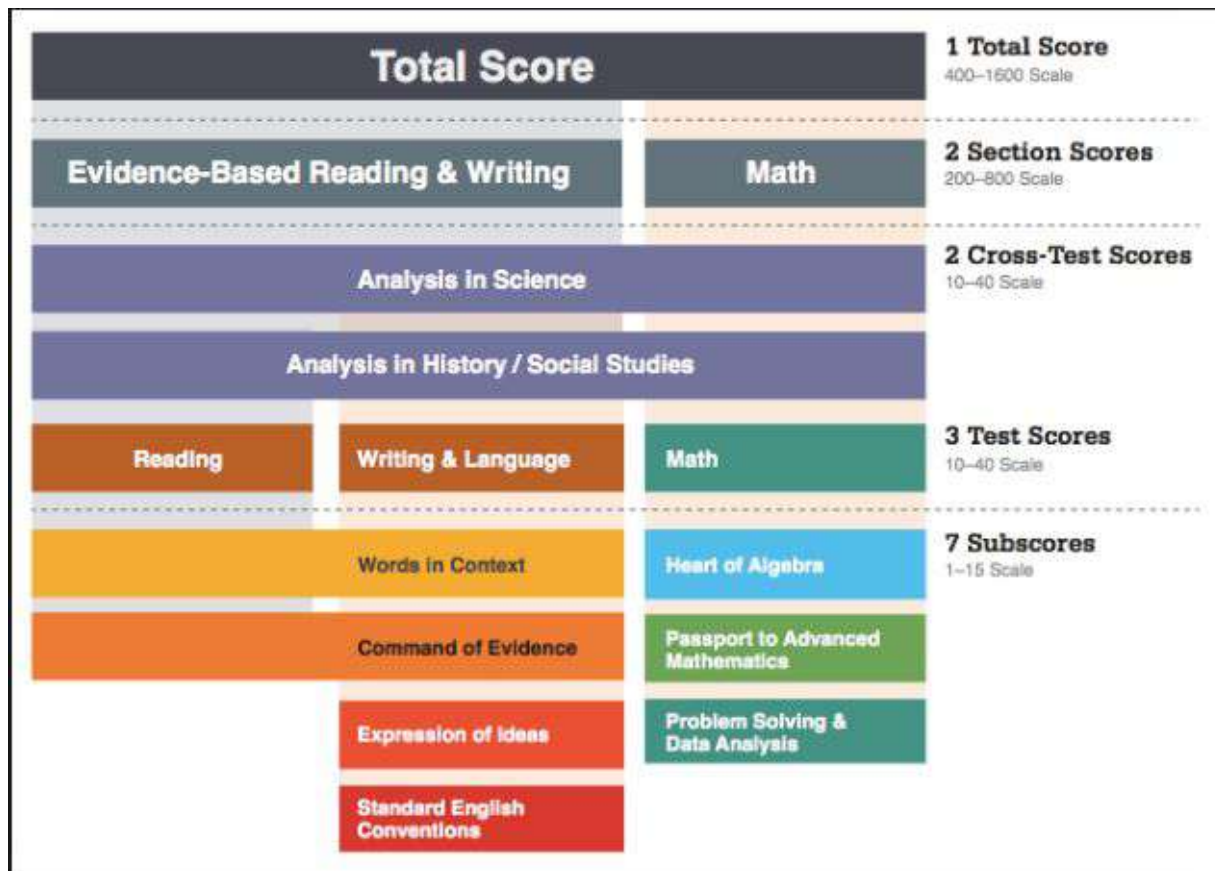 Total Score
1 Total Score
400–1600 Scale
Evidence-Based Reading & Writing
Math
2 Section Scores
200–800 Scale
Analysis in Science
2 Cross-Test Scores
10–40 Scale
Analysis in History / Social Studies
Reading
Writing & Language
Math
3 Test Scores
10–40 Scale
Words in Context
Heart of Algebra
7 Subscores
1–15 Scale
Command of Evidence
Passport to Advanced
Mathematics
Expression of Ideas
Problem Solving &
Data Analysis
Standard English
Conventions